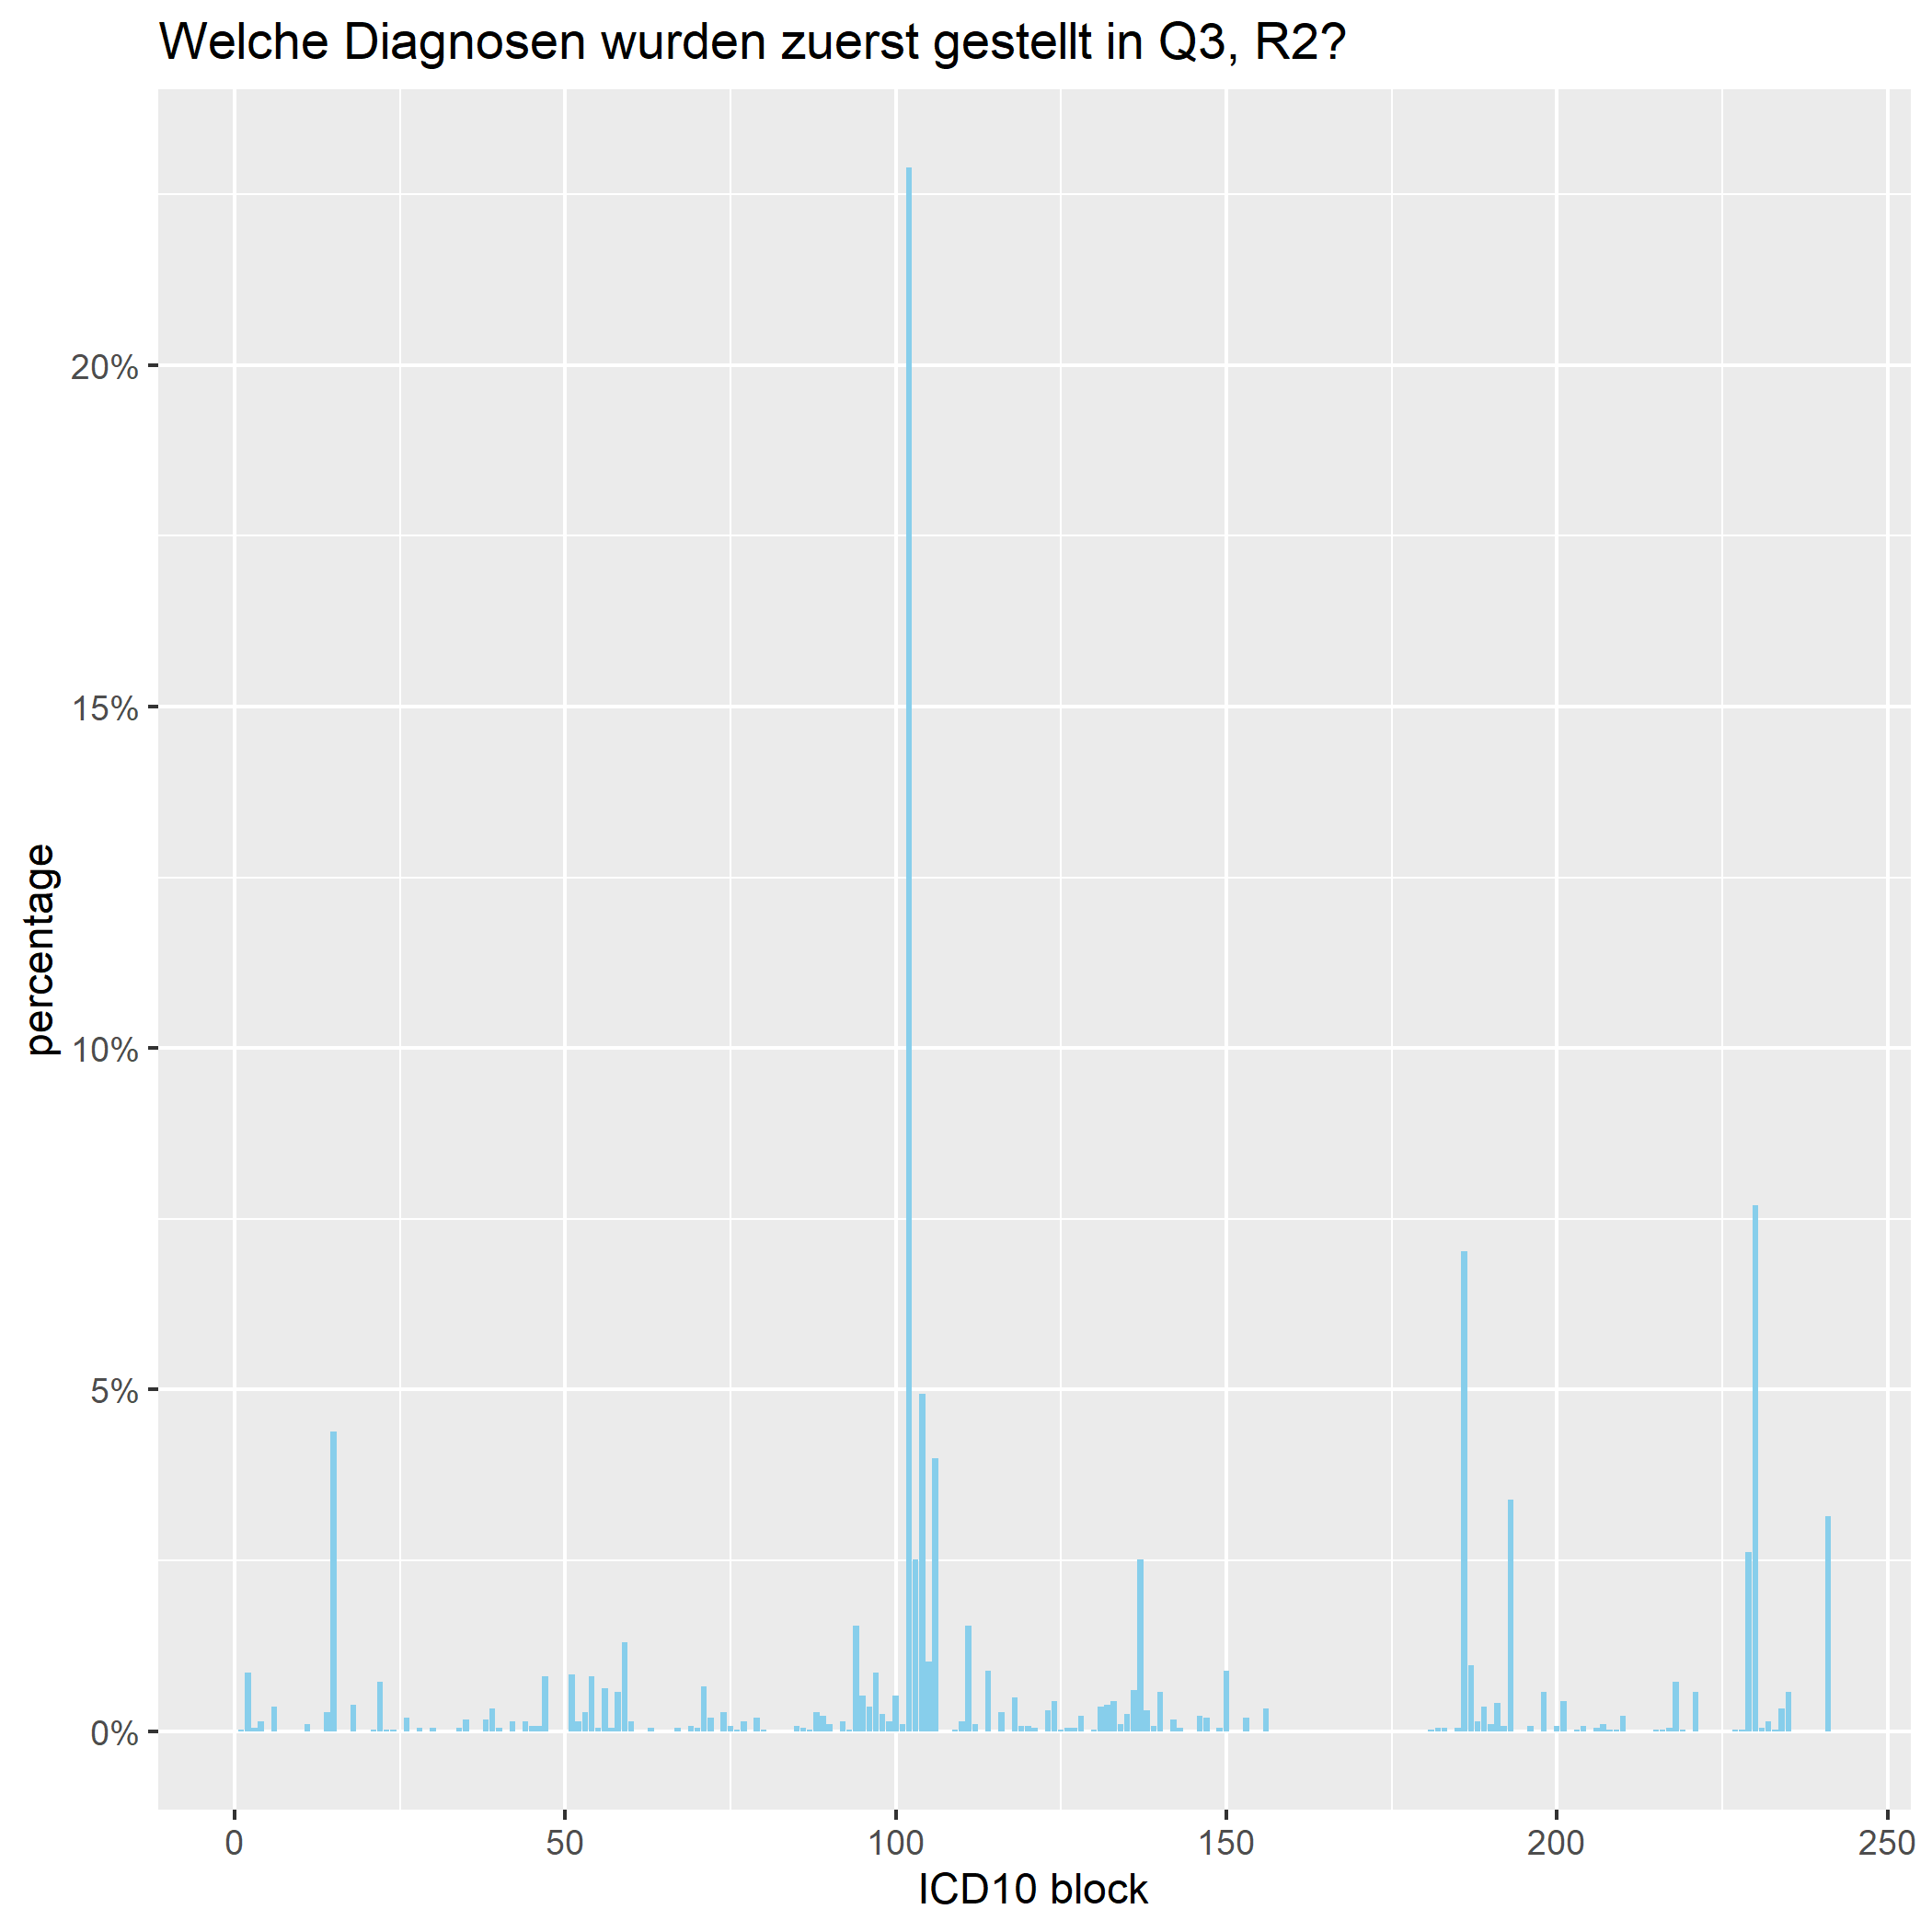 Welche Diagnosen wurden zuerst gestellt in Q3, R2?
percentage
20%
15%
10%
5%
0%
0 50 100 150 200 250
ICD10 block